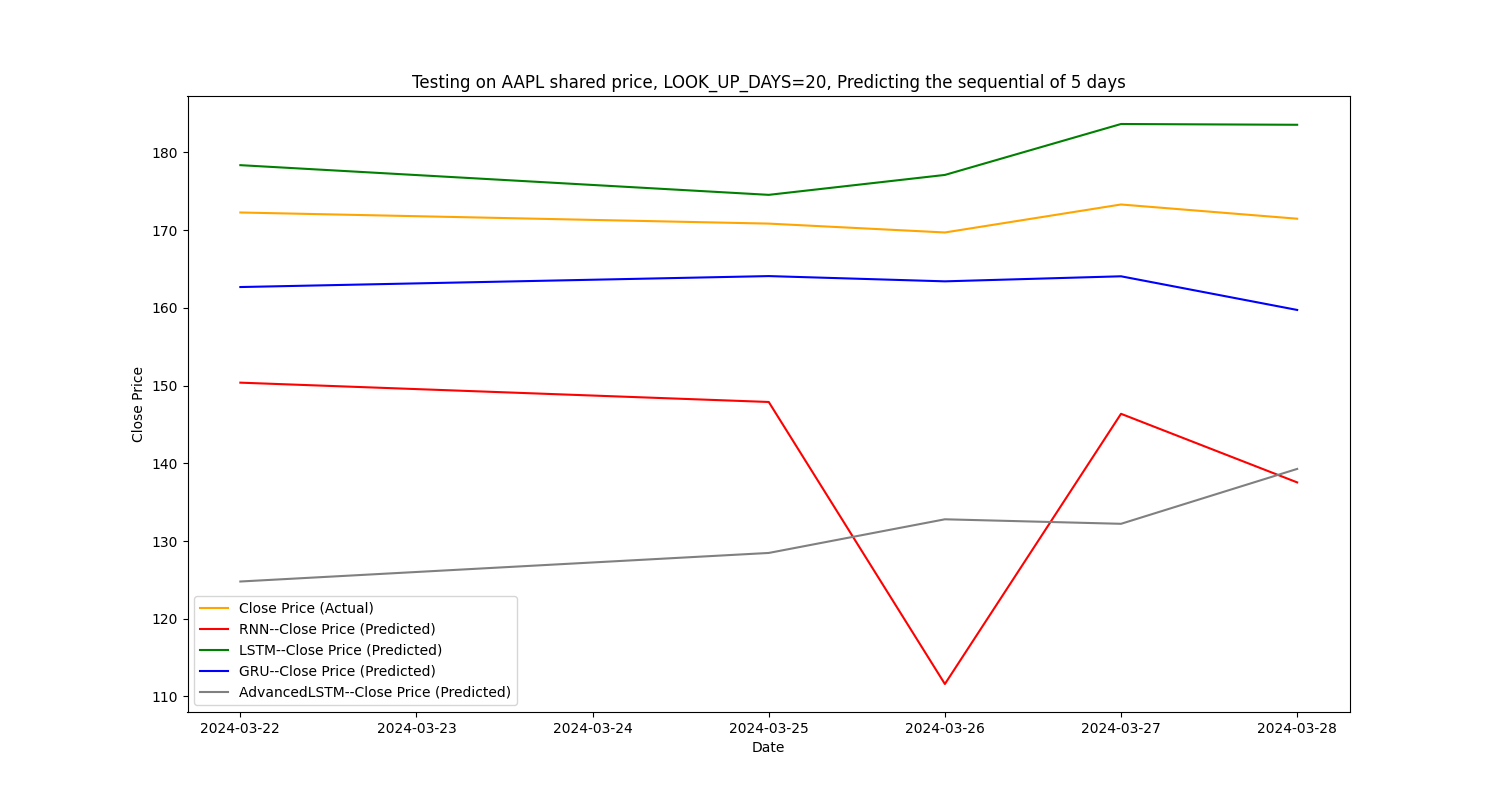 Testing on AAPL shared price, LOOK_UP_DAYS=20, Predicting the sequential of 5 days
Close Price
180
170
160
150
140
130
120
110
Close Price (Actual)
RNN--Close Price (Predicted)
LSTM--Close Price (Predicted)
GRU--Close Price (Predicted)
AdvancedLSTM--Close Price (Predicted)
2024-03-22 2024-03-23 2024-03-24 2024-03-25 2024-03-26 2024-03-27 2024-03-28
Date